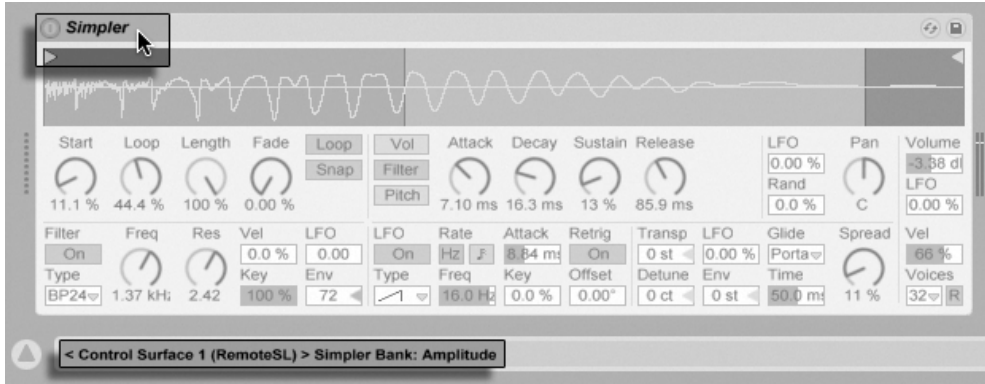 Simpler
Start Loop Length Fade Loop Vol Attack Decay Sustain Release LFO Pan Volume
Snap Filter 0.00 % -3.38 d
Rand LFO
Pitch 0.0 % 0.00 %
11.1 % 44.4 % 100 % 0.00 % 7.10 ms 16.3 ms 13 % 85.9 ms C
Filter Freq Res Vel LFO LFO Rate Attack Retrig Transp LFO Glide Spread Vel
On 0.0 % 0.00 On Hz 8.84 m On 0 st 0.00 % Porta 66 %
Type Key Env Type Freq Key Offset Detune Env Time Voices
BP24 1.37 kHz 2.42 100 % 72 16.0 Hz 0.0 % 0.00° 0 ct 0 st 50.0 m 11 % 32 R
< Control Surface 1 (RemoteSL) > Simpler Bank: Amplitude